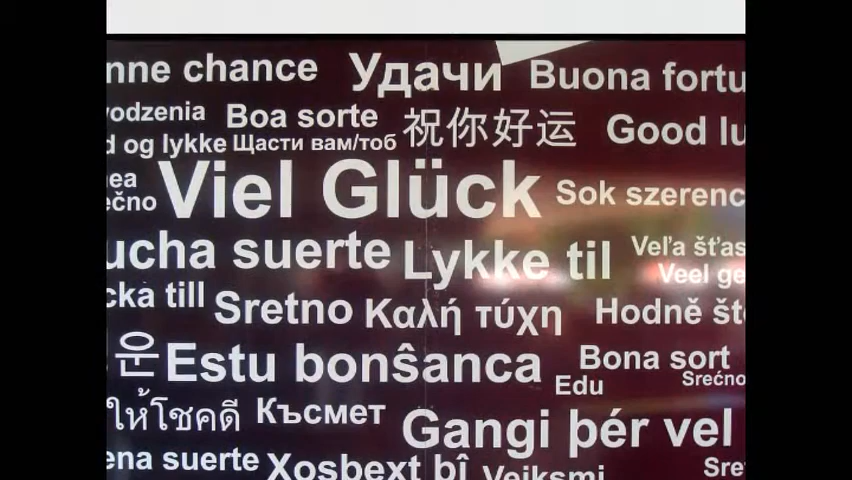 nne chance Удачи Buona fortu
vodzenia Boa sorte 祝你好运 Good lu
d og lykke Щасти вам/тоб
ečno Viel Glück Sok szerenc
ucha suerte Lykke til Veľa šťas
Veel ge
cka till Sretno Καλή τύχη Hodně ště
운 Estu bonŝanca Bona sort
Edu Srećno
ให้โชคดี Късмет Gangi þér vel
ena suerte Xosbext bî Veiksmi Sre